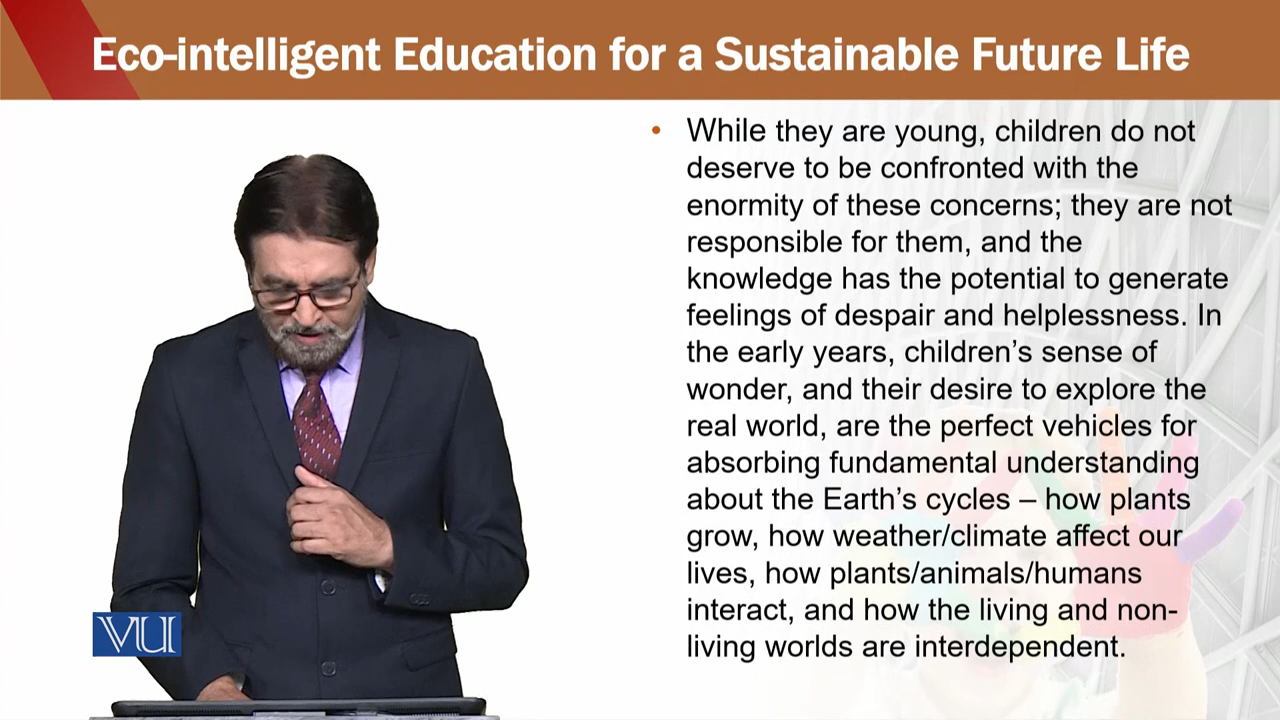 Eco-intelligent Education for a Sustainable Future Life
• While they are young, children do not
deserve to be confronted with the
enormity of these concerns; they are not
responsible for them, and the
knowledge has the potential to generate
feelings of despair and helplessness. In
the early years, children’s sense of
wonder, and their desire to explore the
real world, are the perfect vehicles for
absorbing fundamental understanding
about the Earth’s cycles – how plants
grow, how weather/climate affect our
lives, how plants/animals/humans
interact, and how the living and non-
living worlds are interdependent.
VU